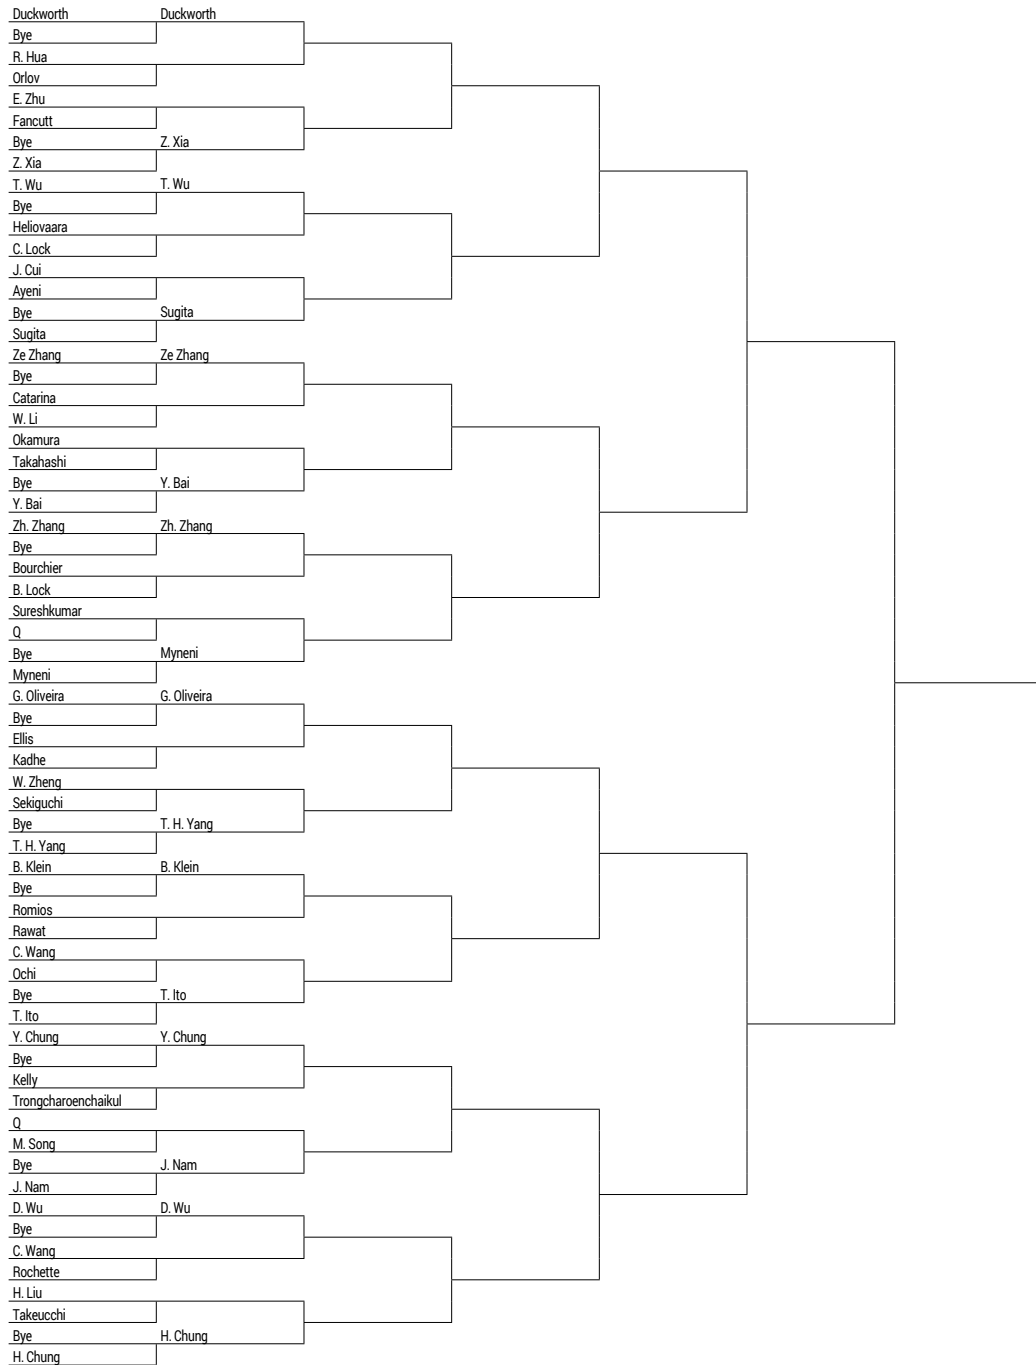 Duckworth Duckworth
Bye
R. Hua
Orlov
E. Zhu
Fancutt
Bye Z. Xia
Z. Xia
T. Wu T. Wu
Bye
Heliovaara
C. Lock
J. Cui
Ayeni
Bye Sugita
Sugita
Ze Zhang Ze Zhang
Bye
Catarina
W. Li
Okamura
Takahashi
Bye Y. Bai
Y. Bai
Zh. Zhang Zh. Zhang
Bye
Bourchier
B. Lock
Sureshkumar
Q
Bye Myneni
Myneni
G. Oliveira G. Oliveira
Bye
Ellis
Kadhe
W. Zheng
Sekiguchi
Bye T. H. Yang
T. H. Yang
B. Klein B. Klein
Bye
Romios
Rawat
C. Wang
Ochi
Bye T. Ito
T. Ito
Y. Chung Y. Chung
Bye
Kelly
Trongcharoenchaikul
Q
M. Song
Bye J. Nam
J. Nam
D. Wu D. Wu
Bye
C. Wang
Rochette
H. Liu
Takeucchi
Bye H. Chung
H. Chung